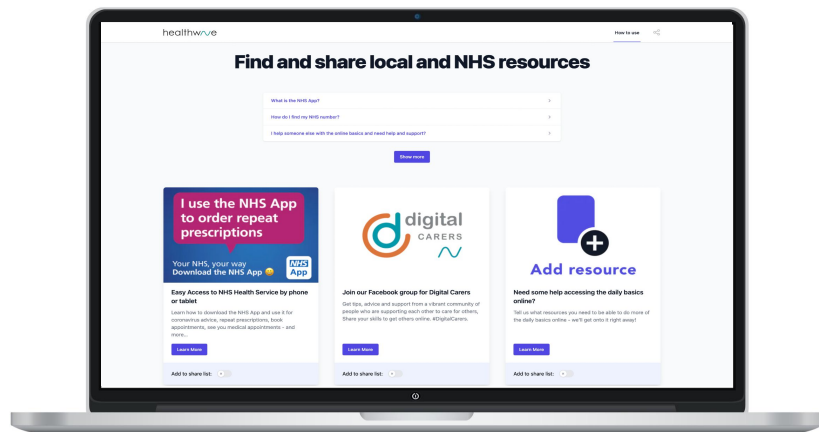 healthwave
How to use
Find and share local and NHS resources
What is the NHS App?
How do I find my NHS number?
I help someone else with the online basics and need help and support?
Show more
I use the NHS App
to order repeat
prescriptions
Your NHS, your way
Download the NHS App
NHS
App
Easy Access to NHS Health Service by phone
or tablet
Learn how to download the NHS App and use it for
coronavirus advice, repeat prescriptions, book
appointments, see you medical appointments - and
more...
Learn More
Add to share list:
digital
CARERS
Join our Facebook group for Digital Carers
Get tips, advice and support from a vibrant community of
people who are supporting each other to care for others,
Share your skills to get others online. #DigitalCarers.
Learn More
Add to share list:
Add resource
Need some help accessing the daily basics
online?
Tell us what resources you need to be able to do more of
the daily basics online - we'll get onto it right away!
Learn More
Add to share list: